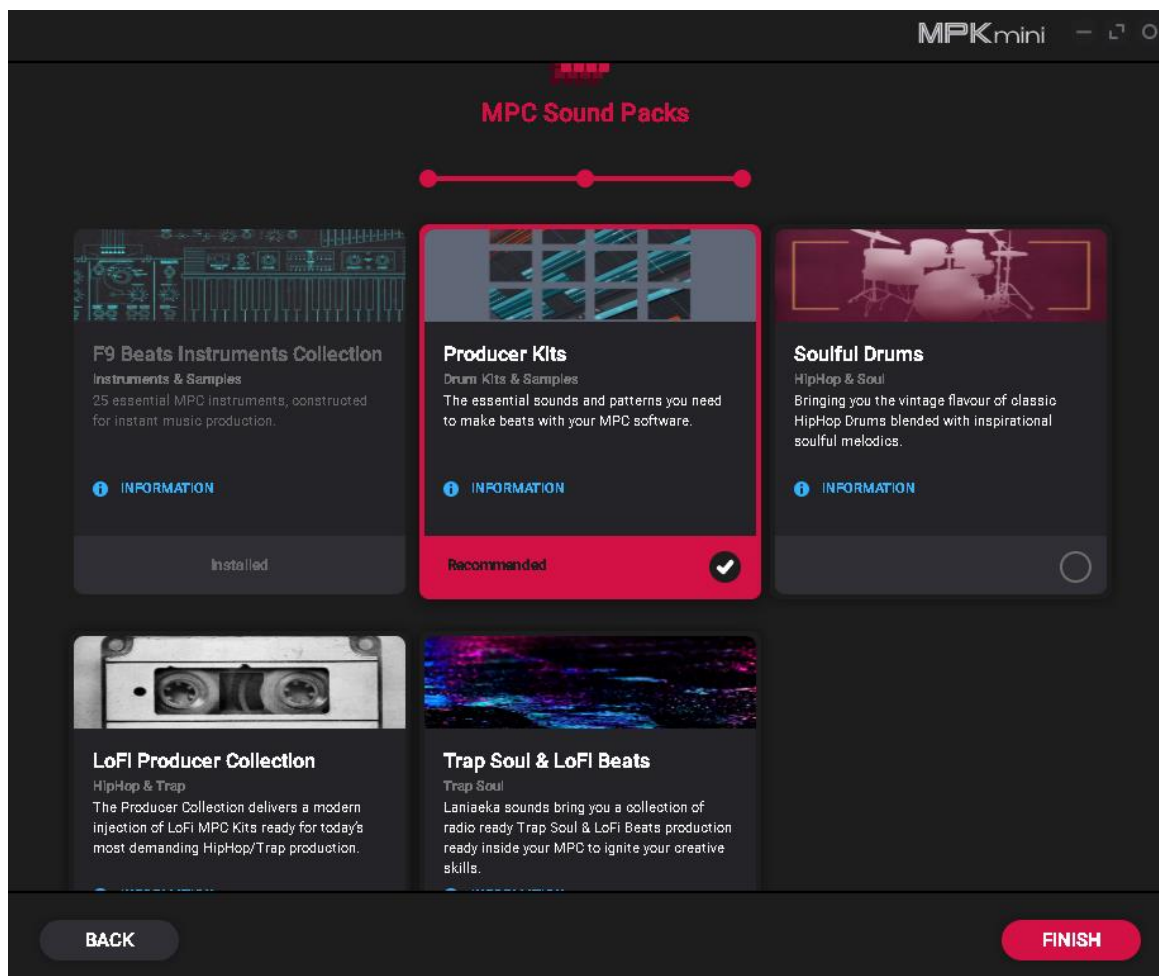 MPKmini
MPC Sound Packs
F9 Beats Instruments Collection
Instruments & Samples
25 essential MPC instruments, constructed
for instant music production.
INFORMATION
Installed
Producer Kits
Drum Kits & Samples
The essential sounds and patterns you need
to make beats with your MPC software.
INFORMATION
Recommended
Soulful Drums
HipHop & Soul
Bringing you the vintage flavour of classic
HipHop Drums blended with inspirational
soulful melodics.
INFORMATION
LoFi Producer Collection
HipHop & Trap
The Producer Collection delivers a modern
injection of LoFi MPC Kits ready for today's
most demanding HipHop/Trap production.
Trap Soul & LoFi Beats
Trap Soul
Laniaeka sounds bring you a collection of
radio ready Trap Soul & LoFi Beats production
ready inside your MPC to ignite your creative
skills.
BACK
FINISH